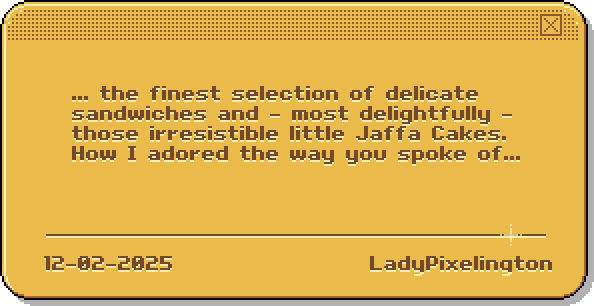 ... the finest selection of delicate
sandwiches and - most delightfully -
those irresistible little Jaffa Cakes.
How I adored the way you spoke of...
12-02-2025
LadyPixelington